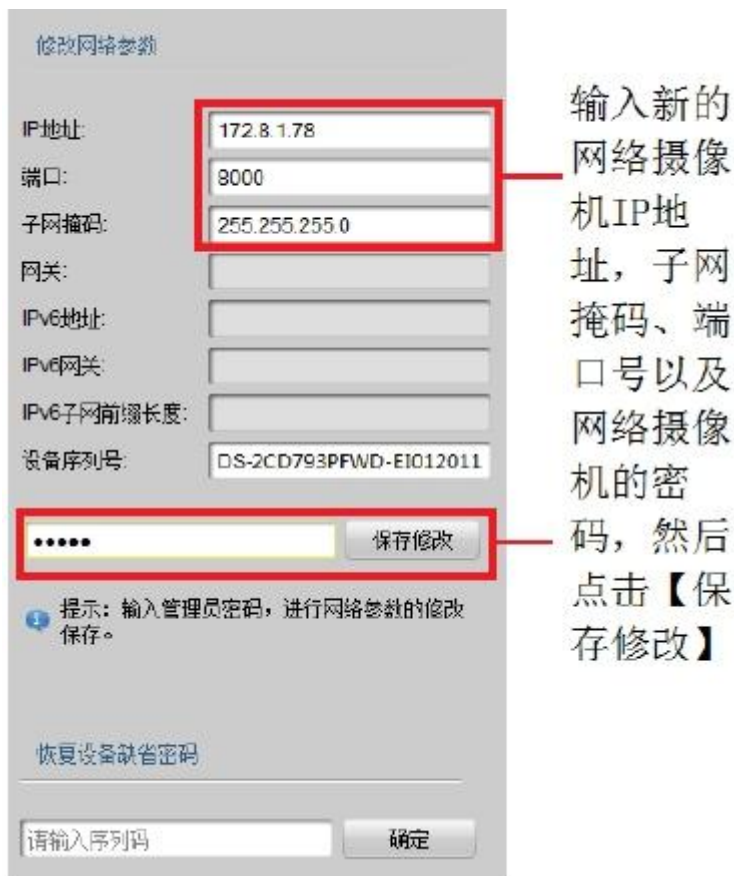 修改网络参数
IP地址: 172.8.1.78
端口: 8000
子网掩码: 255.255.255.0
网关:
IPv6地址:
IPv6网关:
IPv6子网前缀长度:
设备序列号: DS-2CD793PFWD-EI012011
••••• 保存修改
提示：输入管理员密码，进行网络参数的修改
保存。
恢复设备缺省密码
请输入序列码 确定
输入新的
网络摄像
机IP地
址，子网
掩码、端
口号以及
网络摄像
机的密
码，然后
点击【保
存修改】